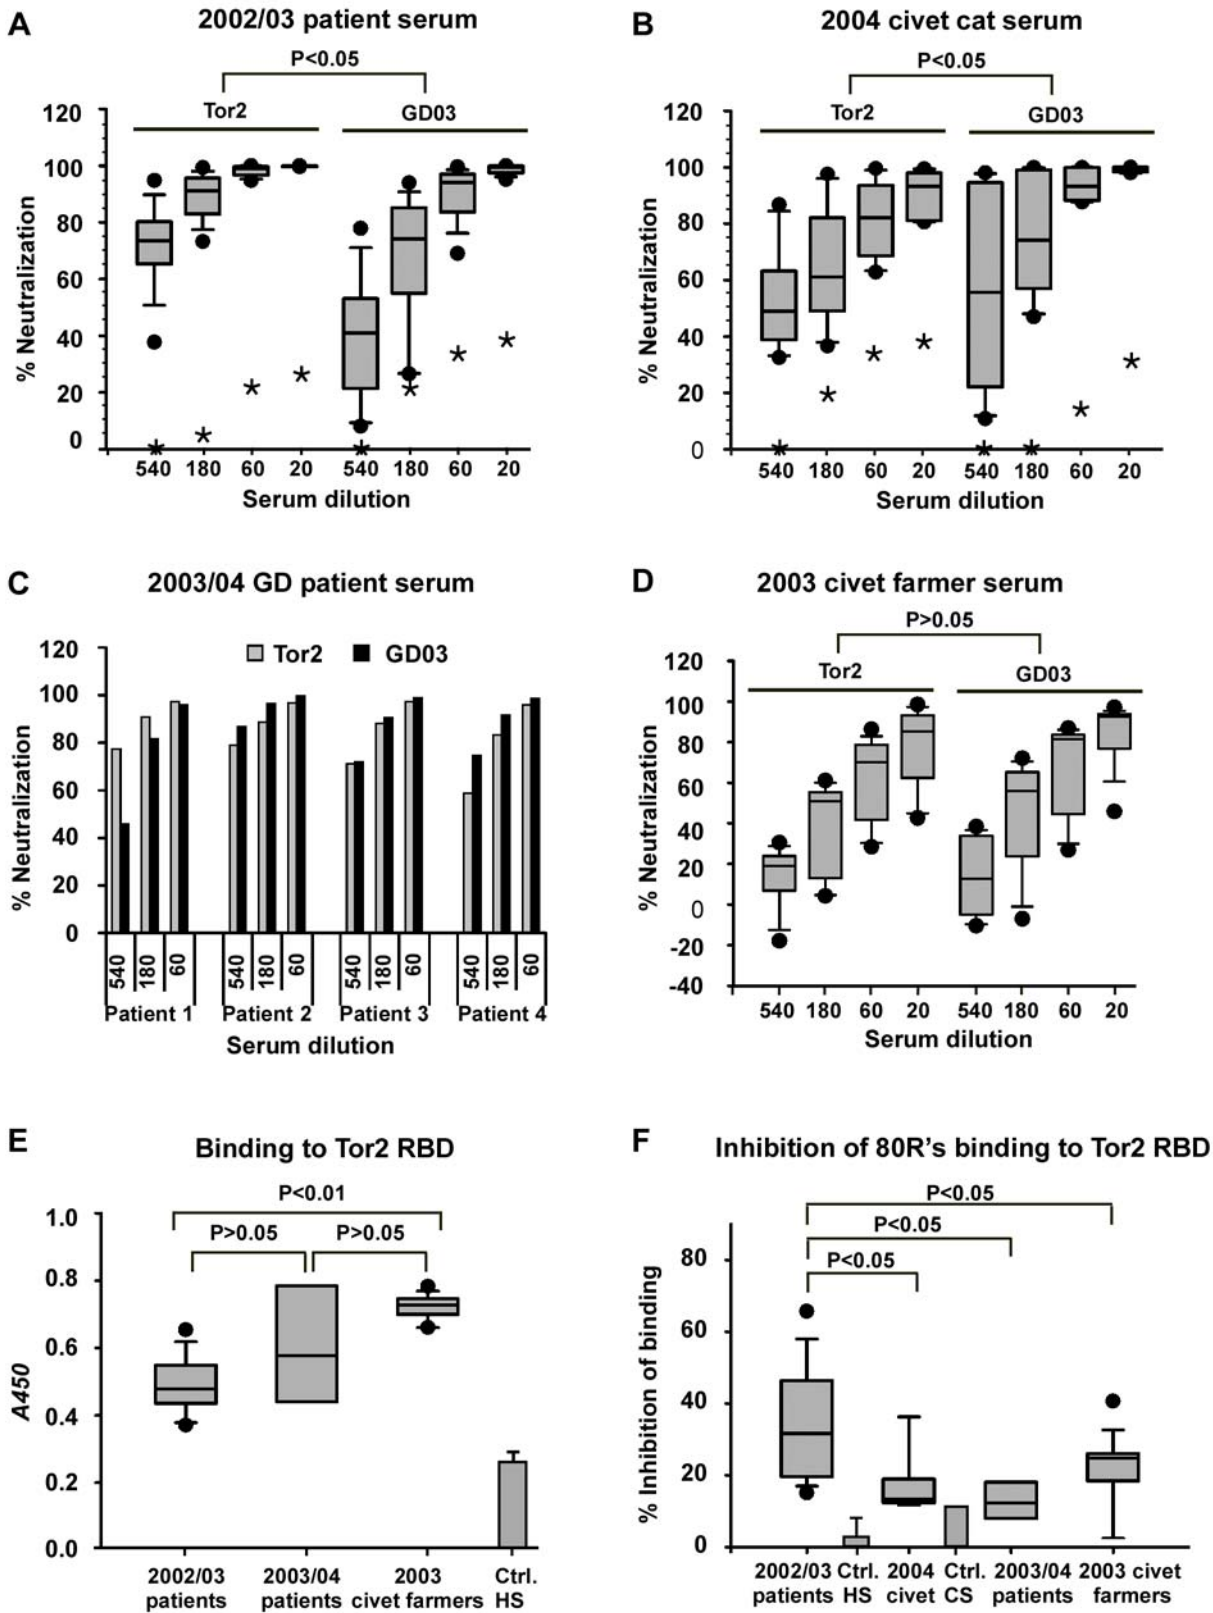 A
2002/03 patient serum
P<0.05
Tor2
GD03
120
100
80
60
40
20
0
% Neutralization
540 180 60 20 540 180 60 20
Serum dilution
B
2004 civet cat serum
P<0.05
Tor2
GD03
120
100
80
60
40
20
0
% Neutralization
540 180 60 20 540 180 60 20
Serum dilution
C
2003/04 GD patient serum
Tor2 GD03
120
100
80
60
40
20
0
% Neutralization
540 180 60 540 180 60 540 180 60 540 180 60
Patient 1 Patient 2 Patient 3 Patient 4
Serum dilution
D
2003 civet farmer serum
P>0.05
Tor2
GD03
120
100
80
60
40
20
0
-20
-40
% Neutralization
540 180 60 20 540 180 60 20
Serum dilution
E
Binding to Tor2 RBD
P<0.01
P>0.05 P>0.05
1.0
0.8
0.6
0.4
0.2
0.0
A450
2002/03 2003/04 2003 Ctrl.
patients patients civet farmers HS
F
Inhibition of 80R's binding to Tor2 RBD
P<0.05
P<0.05
P<0.05
80
60
40
20
0
% Inhibition of binding
2002/03 Ctrl. 2004 Ctrl. 2003/04 2003 civet
patients HS civet CS patients farmers